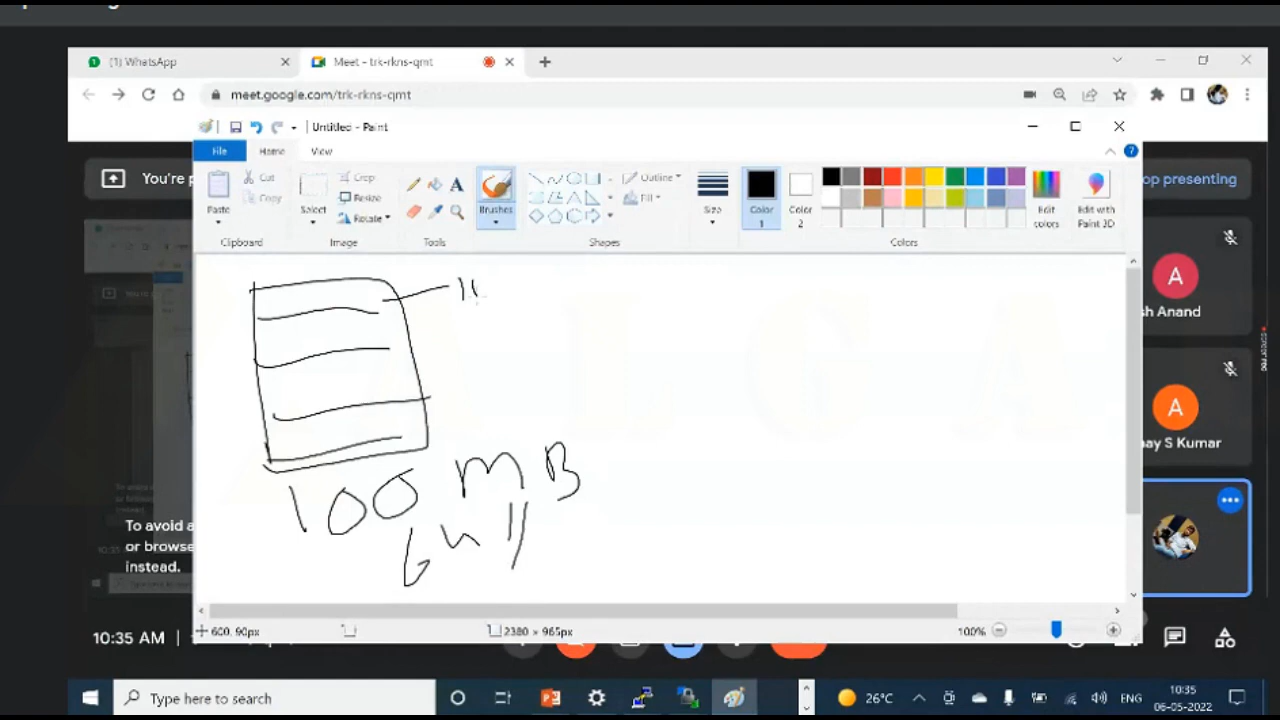 (1) WhatsApp
Meet - trk-rkns-qmt
meet.google.com/trk-rkns-qmt
Untitled - Paint
File
Home
View
Paste
Cut
Copy
Clipboard
Select
Crop
Resize
Rotate
Image
Tools
Brushes
Outline
Fill
Shapes
Size
Color
1
Color
2
Colors
Edit
colors
Edit with
Paint 3D
You're p
op presenting
A
sh Anand
A
ay S Kumar
100 MB
full
To avoid a
or browse
instead.
600, 90px
2380 × 965px
100%
10:35 AM
Type here to search
26°C
ENG
10:35
06-05-2022